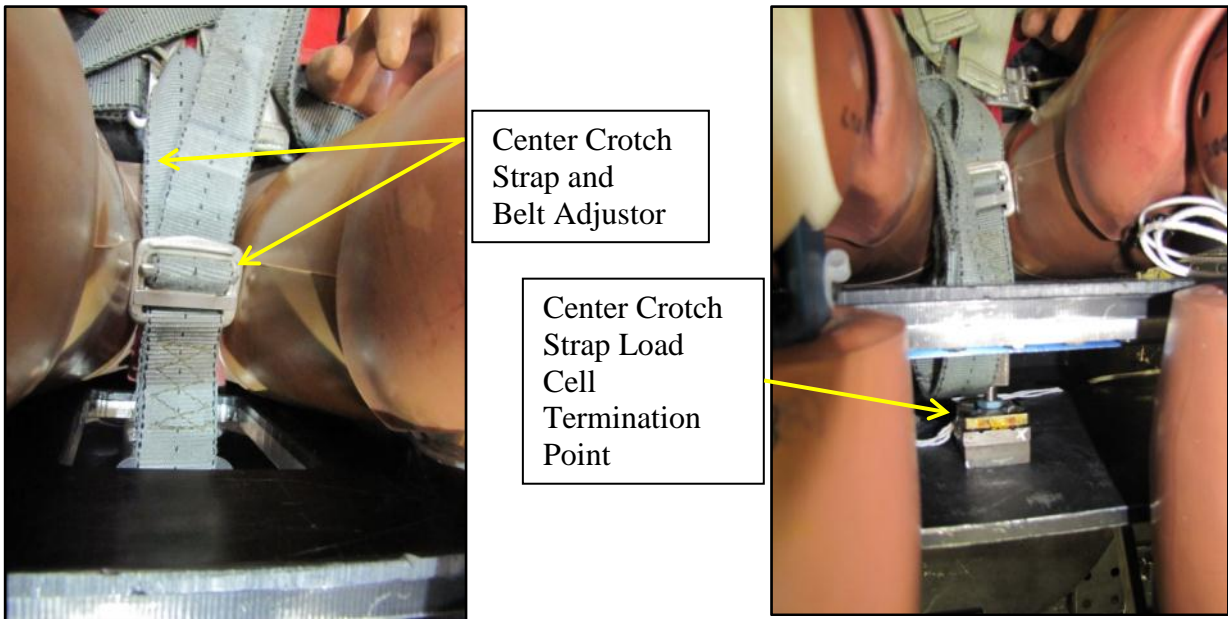 Center Crotch
Strap and
Belt Adjustor
Center Crotch
Strap Load
Cell
Termination
Point